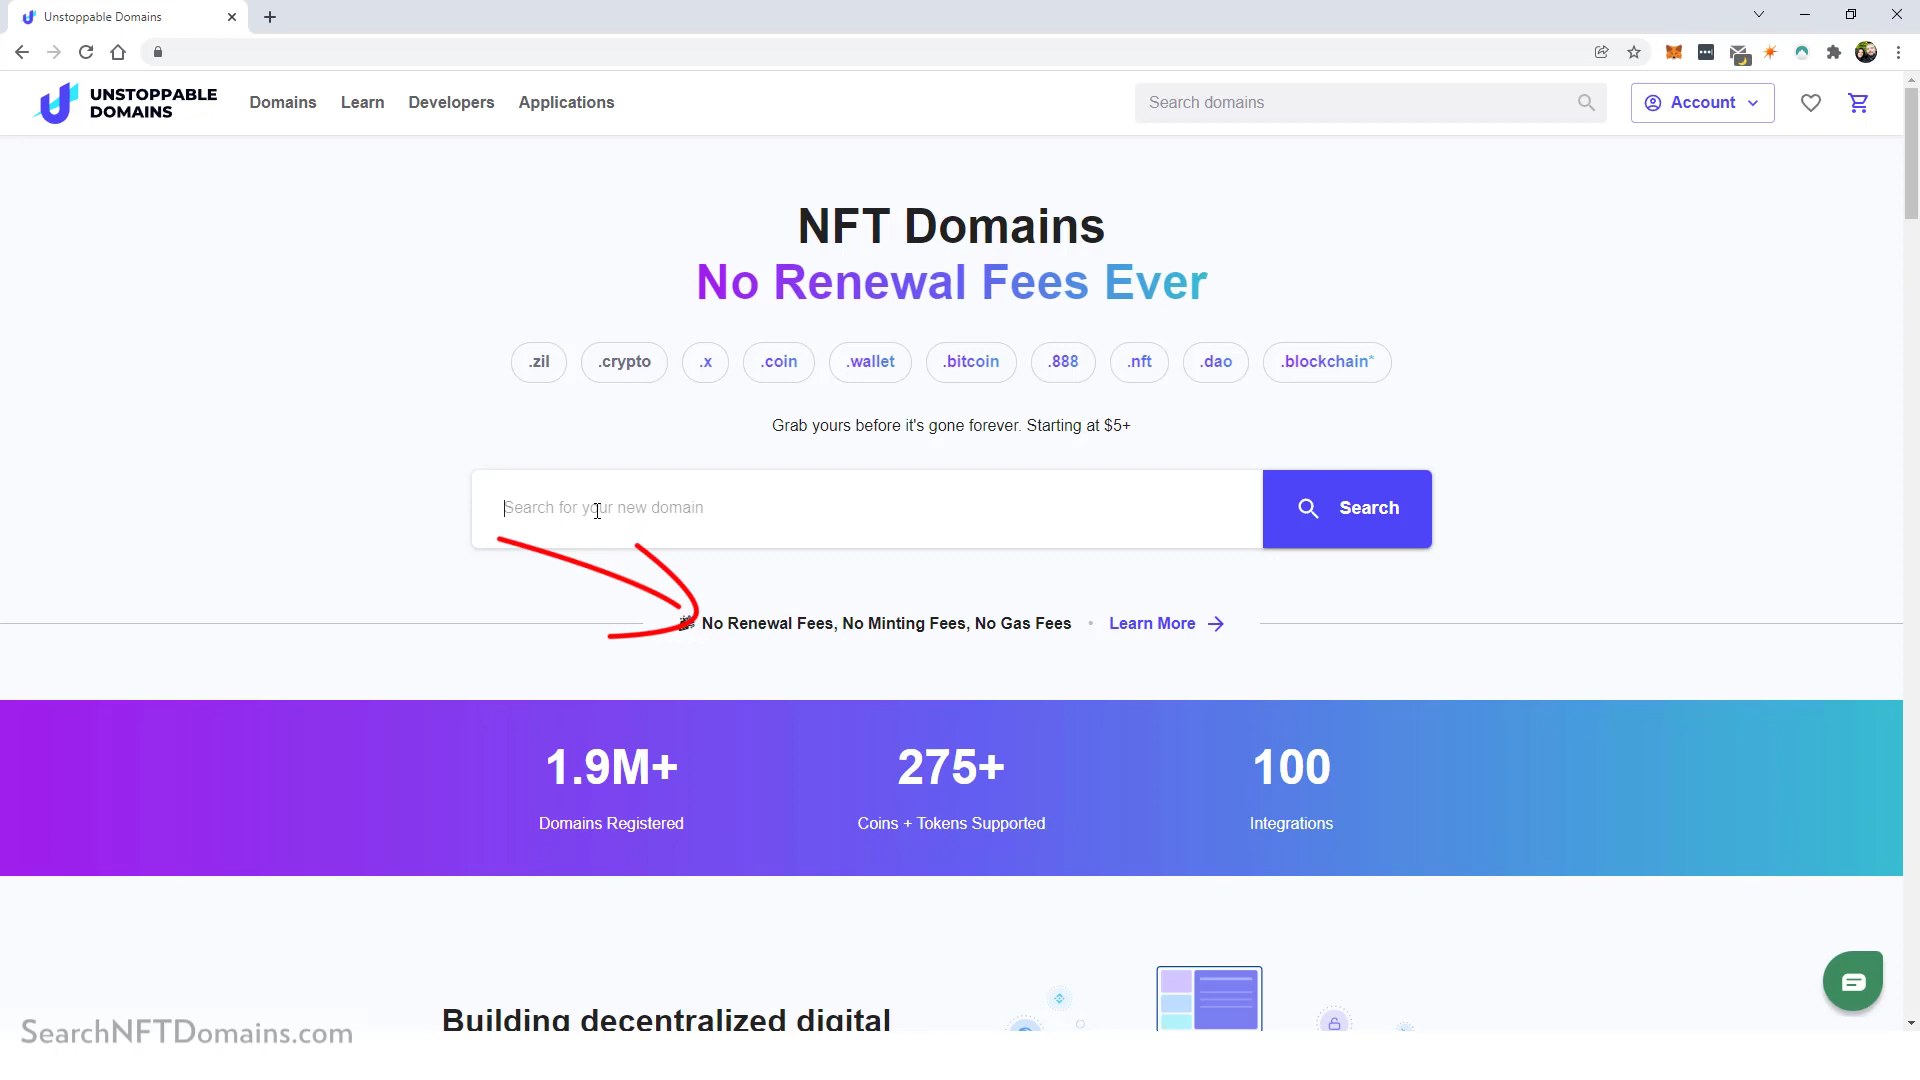 Unstoppable Domains
UNSTOPPABLE
DOMAINS
Domains
Learn
Developers
Applications
Search domains
Account
NFT Domains
No Renewal Fees Ever
.zil
.crypto
.x
.coin
.wallet
.bitcoin
.888
.nft
.dao
.blockchain*
Grab yours before it's gone forever. Starting at $5+
Search for your new domain
Search
No Renewal Fees, No Minting Fees, No Gas Fees • Learn More
1.9M+
Domains Registered
275+
Coins + Tokens Supported
100
Integrations
Building decentralized digital
SearchNFTDomains.com